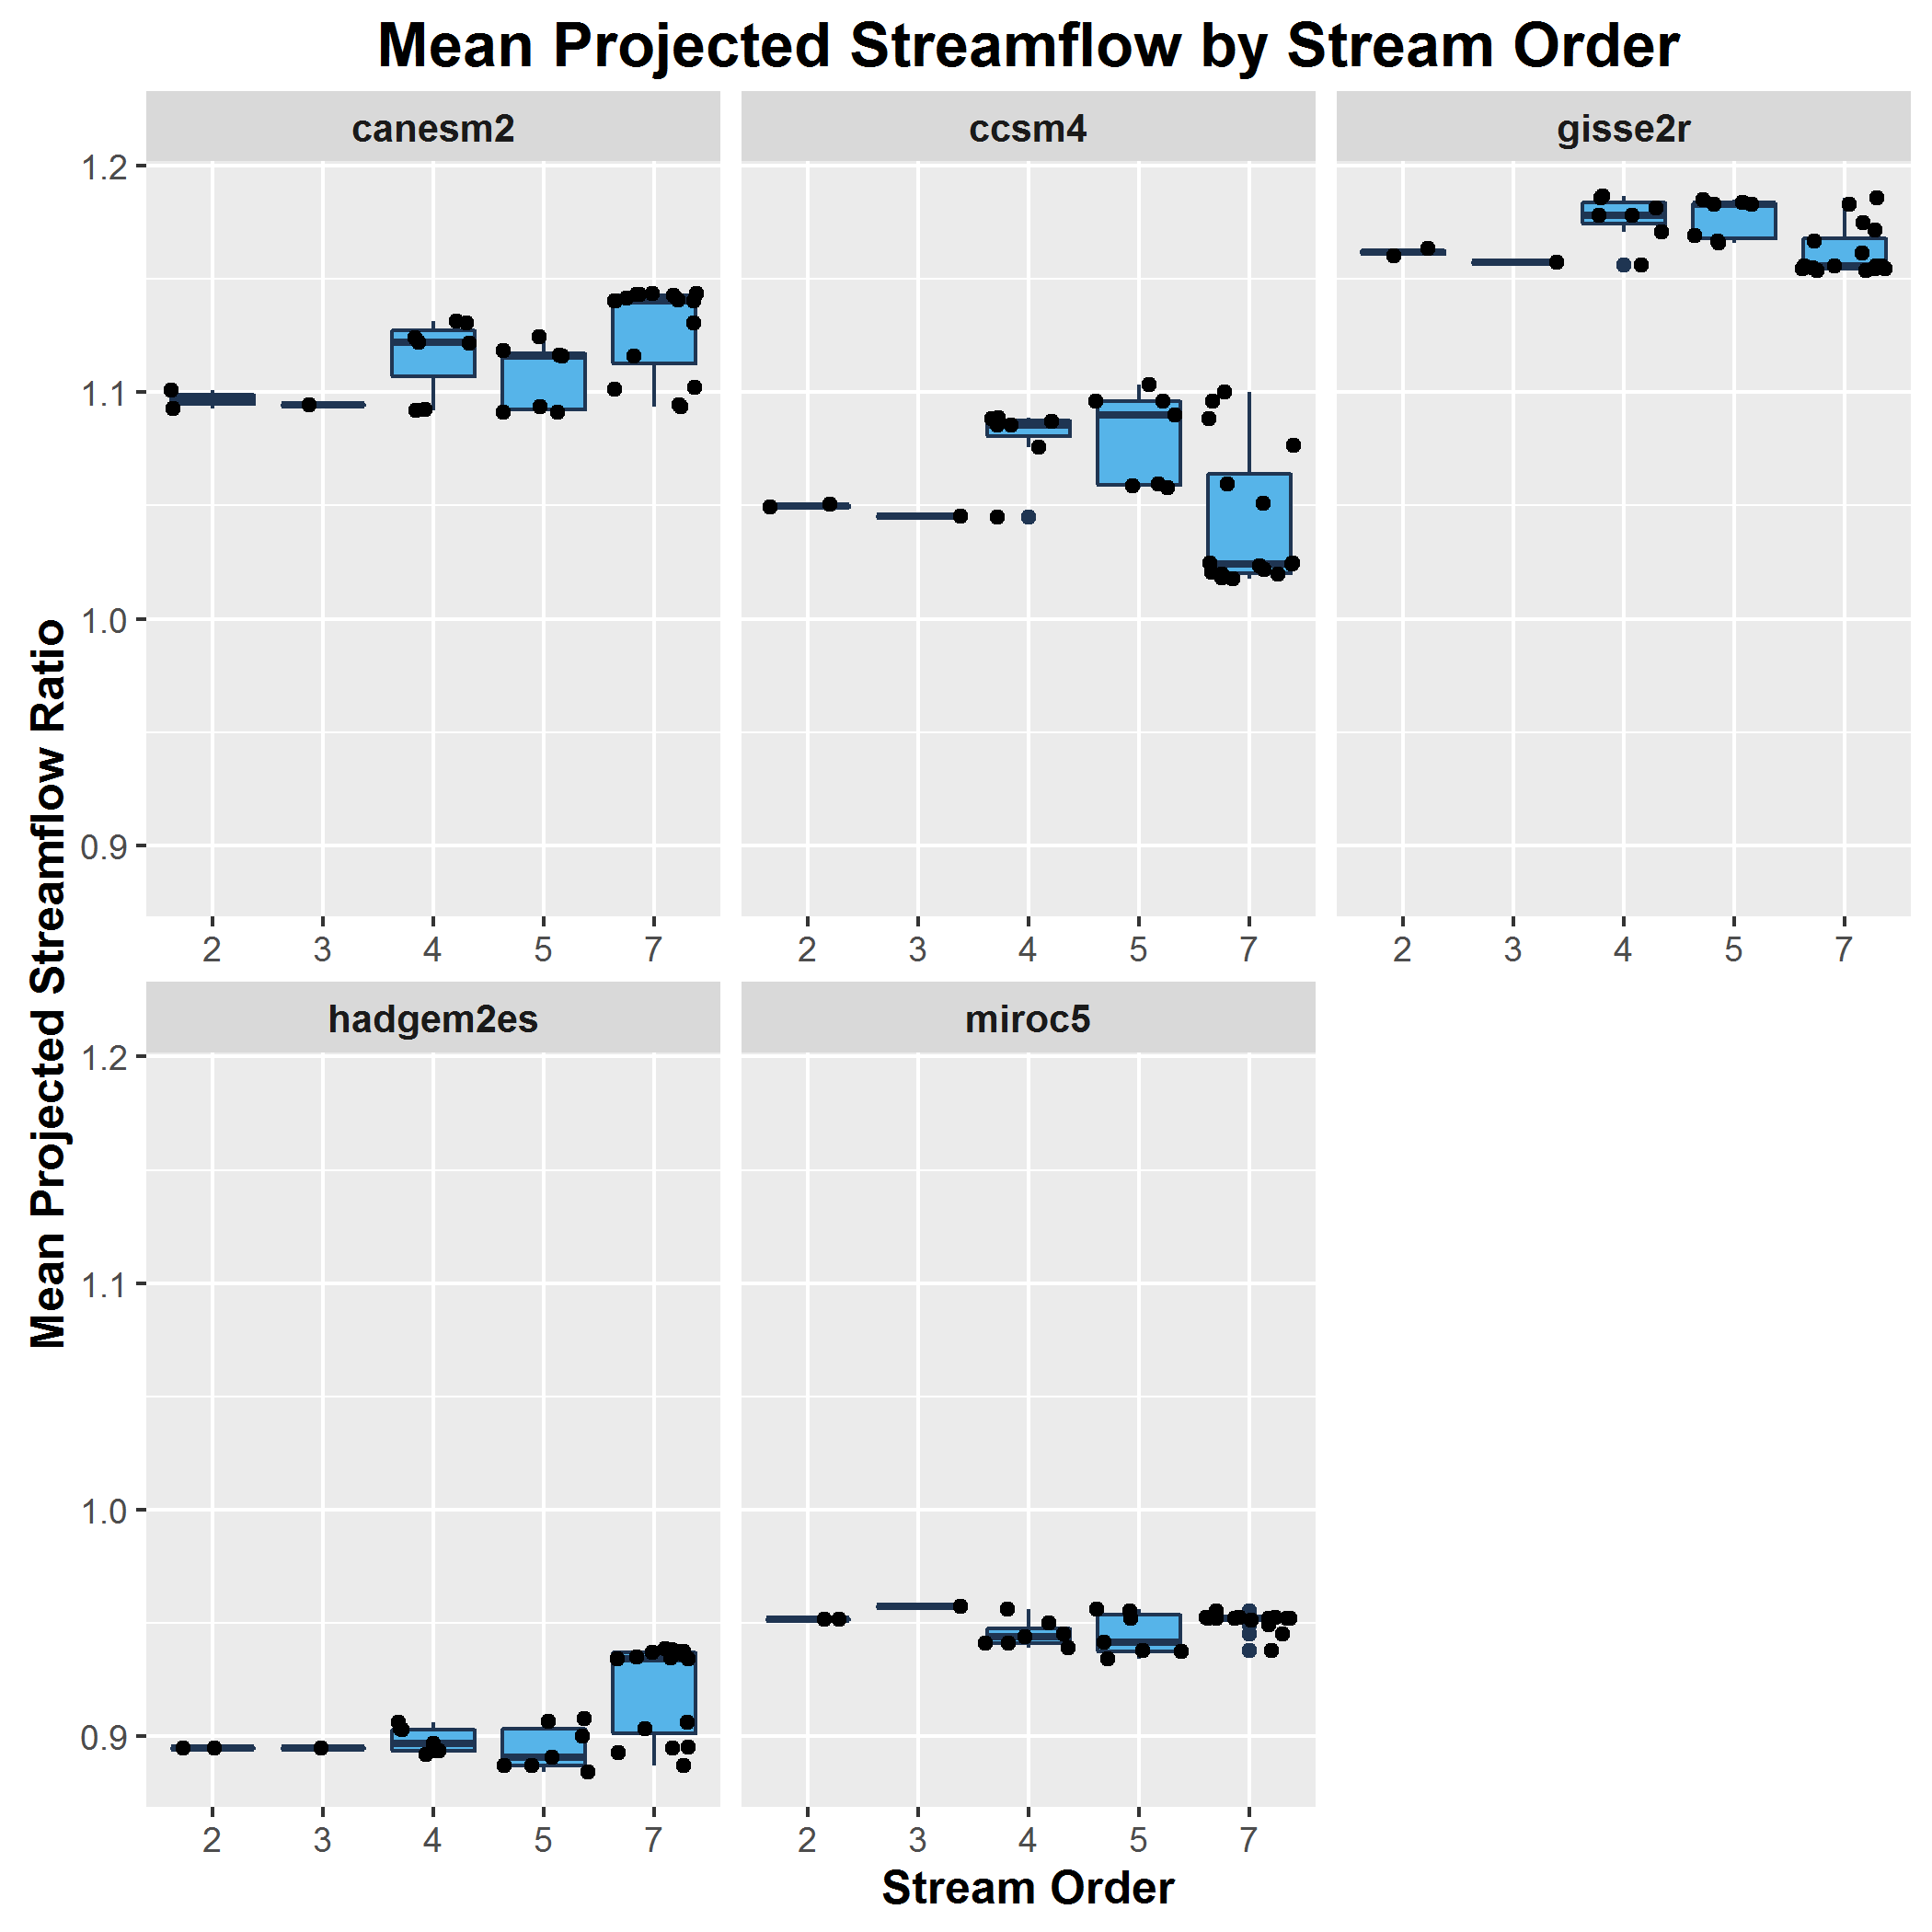 Mean Projected Streamflow by Stream Order
canesm2
ccsm4
gisse2r
1.2
1.1
1.0
0.9
2 3 4 5 7
2 3 4 5 7
2 3 4 5 7
Mean Projected Streamflow Ratio
hadgem2es
miroc5
1.2
1.1
1.0
0.9
2 3 4 5 7
2 3 4 5 7
Stream Order